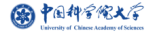 中国科学院大学
University of Chinese Academy of Sciences